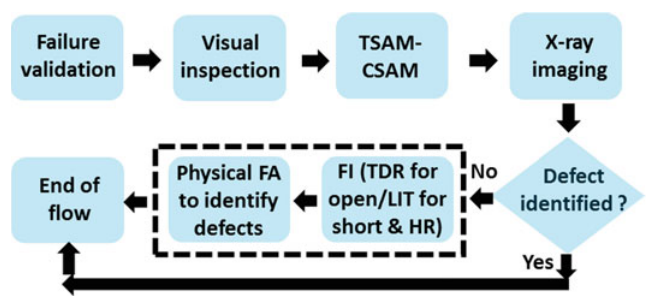 Failure
validation
Visual
inspection
TSAM-
CSAM
X-ray
imaging
Defect
identified ?
No
Yes
FI (TDR for
open/LIT for
short & HR)
Physical FA
to identify
defects
End of
flow